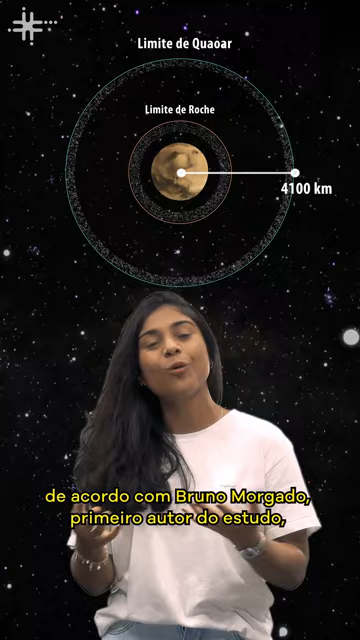 Limite de Quaoar
Limite de Roche
4100 km
de acordo com Bruno Morgado,
primeiro autor do estudo,